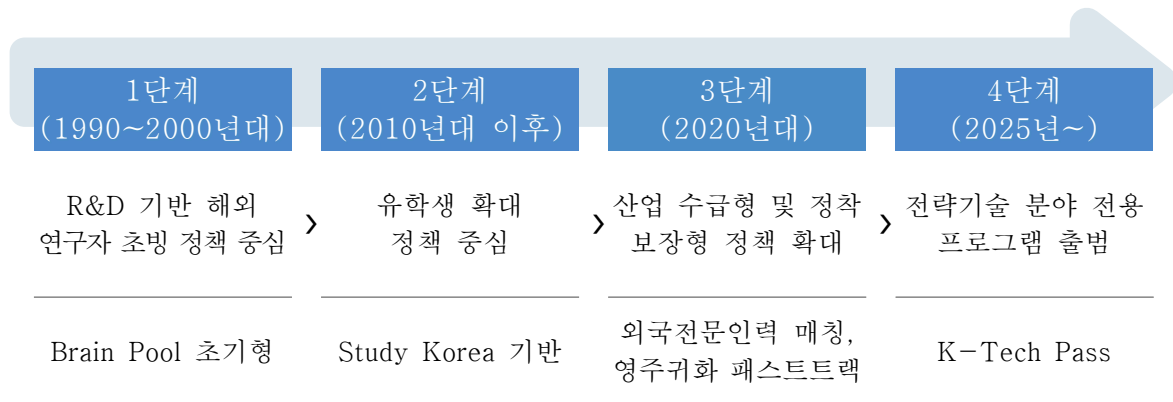 1단계
(1990~2000년대)
2단계
(2010년대 이후)
3단계
(2020년대)
4단계
(2025년~)
R&D 기반 해외
연구자 초빙 정책 중심
›
유학생 확대
정책 중심
›
산업 수급형 및 정착
보장형 정책 확대
›
전략기술 분야 전용
프로그램 출범
Brain Pool 초기형
Study Korea 기반
외국전문인력 매칭,
영주귀화 패스트트랙
K-Tech Pass